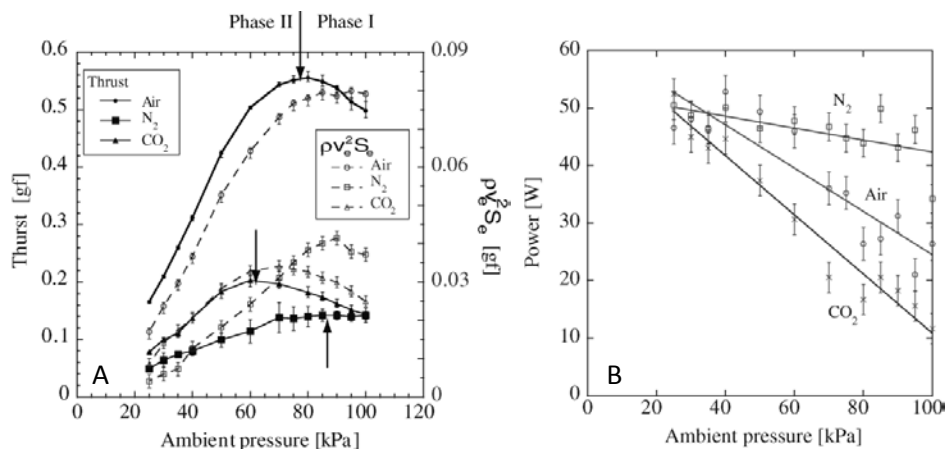 Phase II Phase I
0.6
0.5
0.4
0.3
0.2
0.1
0
Thurst [gf]
Thrust
Air
N2
CO2
A
0 20 40 60 80 100 120
Ambient pressure [kPa]
0.09
0.06
0.03
0.00
ρv²S
Air
N2
CO2
ρve²Se [gf]
60
50
40
30
20
10
0
Power [W]
N2
Air
CO2
B
0 20 40 60 80 100
Ambient pressure [kPa]